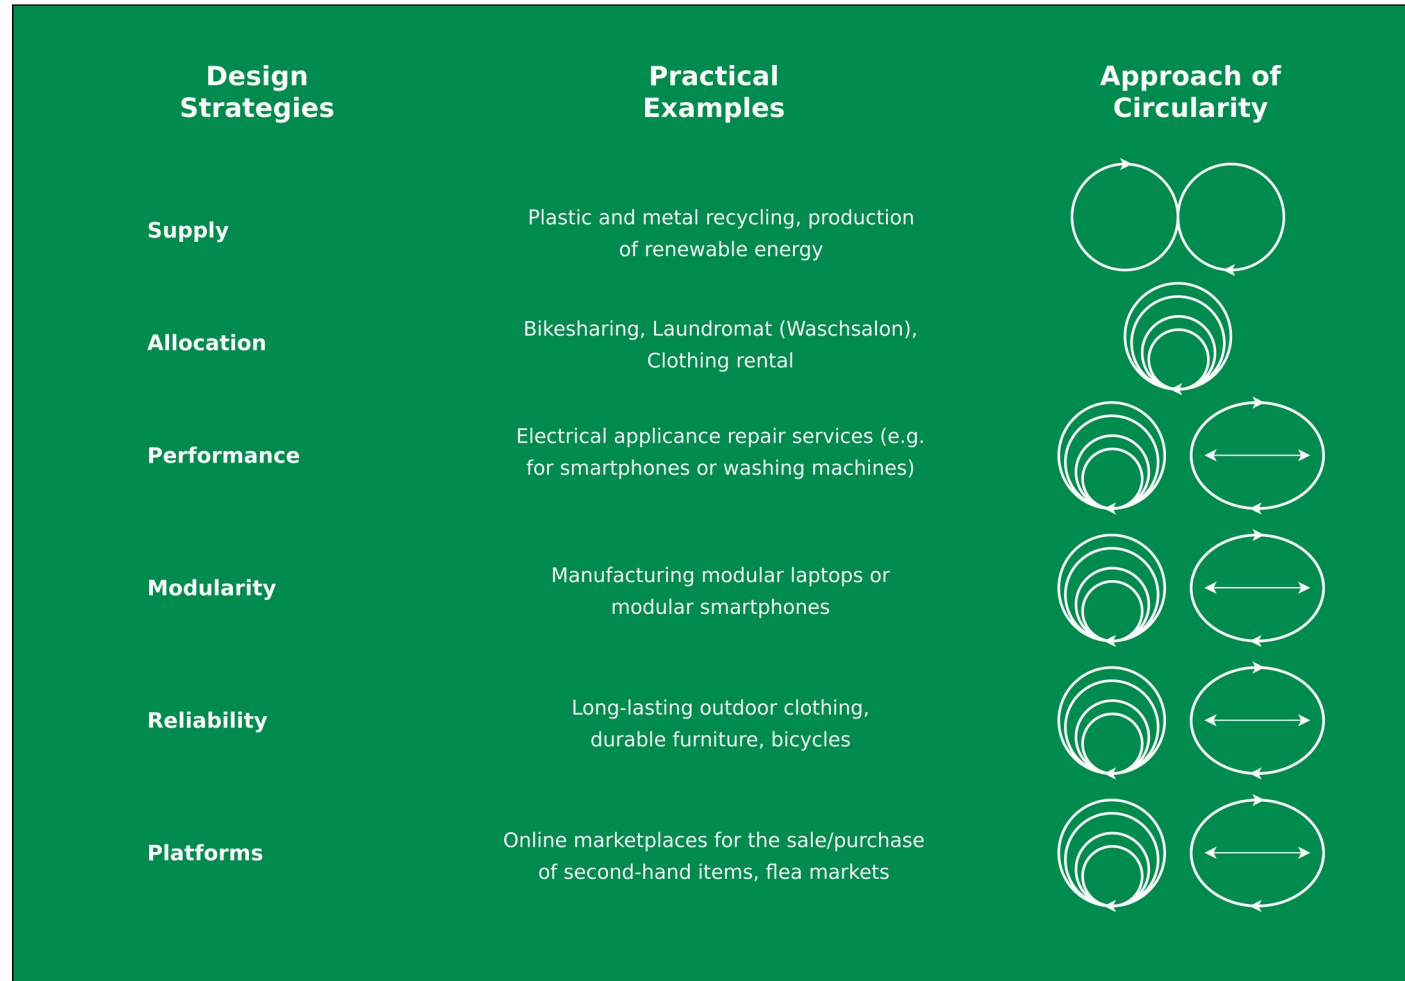 Design
Strategies
Practical
Examples
Approach of
Circularity
Supply
Plastic and metal recycling, production
of renewable energy
Allocation
Bikesharing, Laundromat (Waschsalon),
Clothing rental
Performance
Electrical applicance repair services (e.g.
for smartphones or washing machines)
Modularity
Manufacturing modular laptops or
modular smartphones
Reliability
Long-lasting outdoor clothing,
durable furniture, bicycles
Platforms
Online marketplaces for the sale/purchase
of second-hand items, flea markets